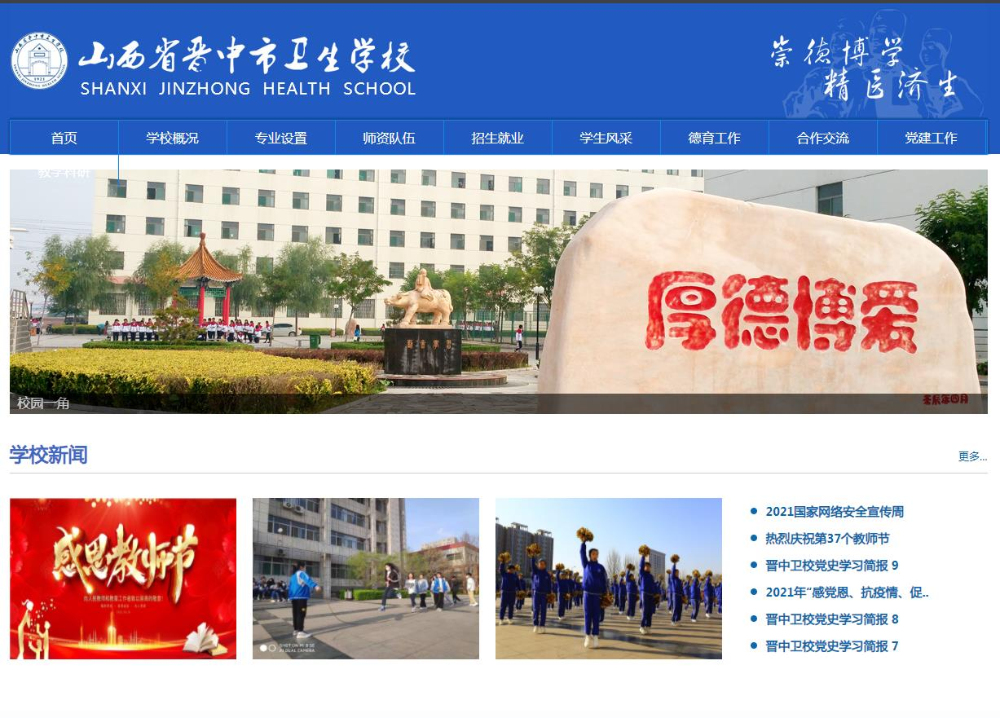 山西省晋中市卫生学校
SHANXI JINZHONG HEALTH SCHOOL
崇德博学
精医济生
首页 学校概况 专业设置 师资队伍 招生就业 学生风采 德育工作 合作交流 党建工作
教学科研
厚德博爱
壬辰年四月
校园一角
学校新闻
更多...
感恩教师节
SHOT ON MI 8 SE
AI DUAL CAMERA
2021国家网络安全宣传周
热烈庆祝第37个教师节
晋中卫校党史学习简报 9
2021年“感党恩、抗疫情、促..
晋中卫校党史学习简报 8
晋中卫校党史学习简报 7